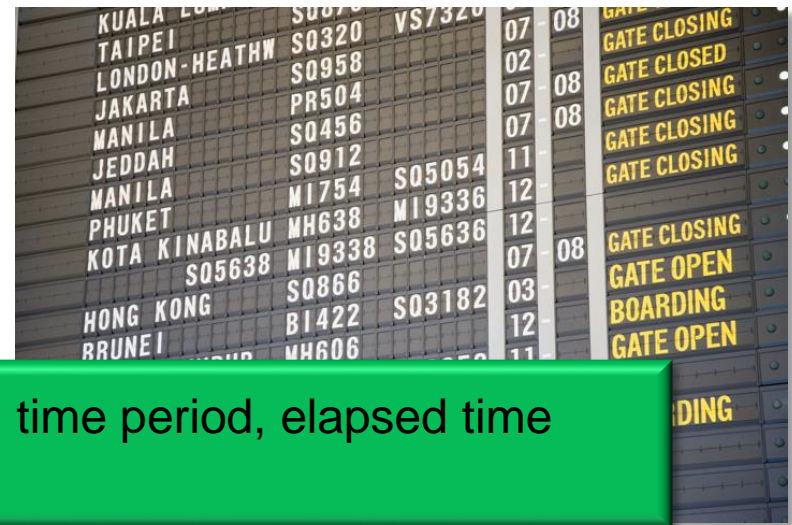 TAIPEI
LONDON-HEATHW SQ320 VS7320
JAKARTA SQ958 07-08 GATE CLOSING
MANILA PR504 02- GATE CLOSED
JEDDAH SQ456 07-08 GATE CLOSING
MANILA SQ912 07-08 GATE CLOSING
PHUKET MI754 SQ5054 11- GATE CLOSING
KOTA KINABALU MH638 MI9336 12-
SQ5638 MI9338 SQ5636 12- GATE CLOSING
HONG KONG SQ866 07-08 GATE OPEN
BRUNEI BI422 SQ3182 03- BOARDING
MH606 12- GATE OPEN
11-
DING
time period, elapsed time